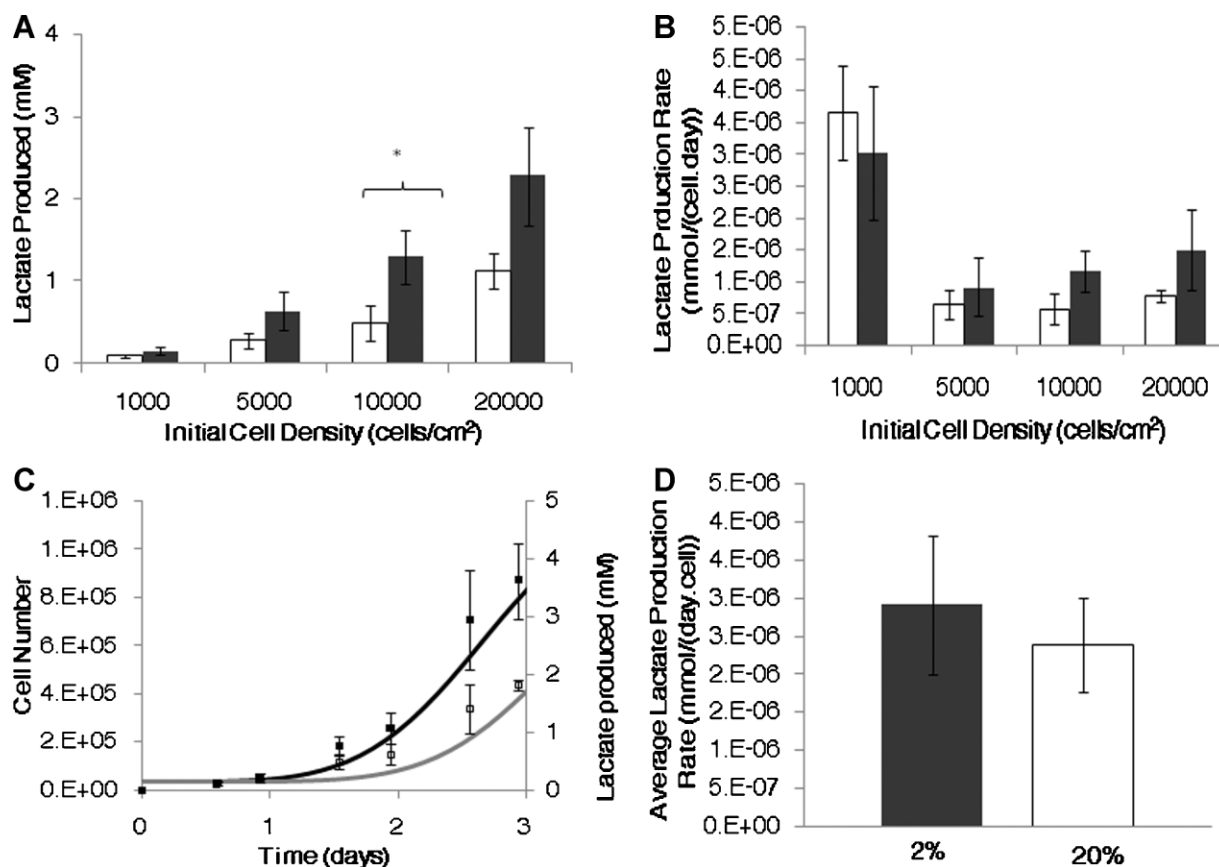 A
Lactate Produced (mM)
4
3
2
1
0
*
1000 5000 10000 20000
Initial Cell Density (cells/cm²)
B
Lactate Prduction Rate
(mmol/(cell.day))
5.E-06
5.E-06
4.E-06
4.E-06
3.E-06
3.E-06
2.E-06
2.E-06
1.E-06
5.E-07
0.E+00
1000 5000 10000 20000
Initial Cell Density (cells/cm²)
C
Cell Number
1.E+06
1.E+06
8.E+05
6.E+05
4.E+05
2.E+05
0.E+00
5
4
3
2
1
0
Lactate produced (mM)
0 1 2 3
Time (days)
D
Average Lactate Production
Rate (mmol/(day.cell))
5.E-06
4.E-06
4.E-06
3.E-06
3.E-06
2.E-06
2.E-06
1.E-06
5.E-07
0.E+00
2% 20%